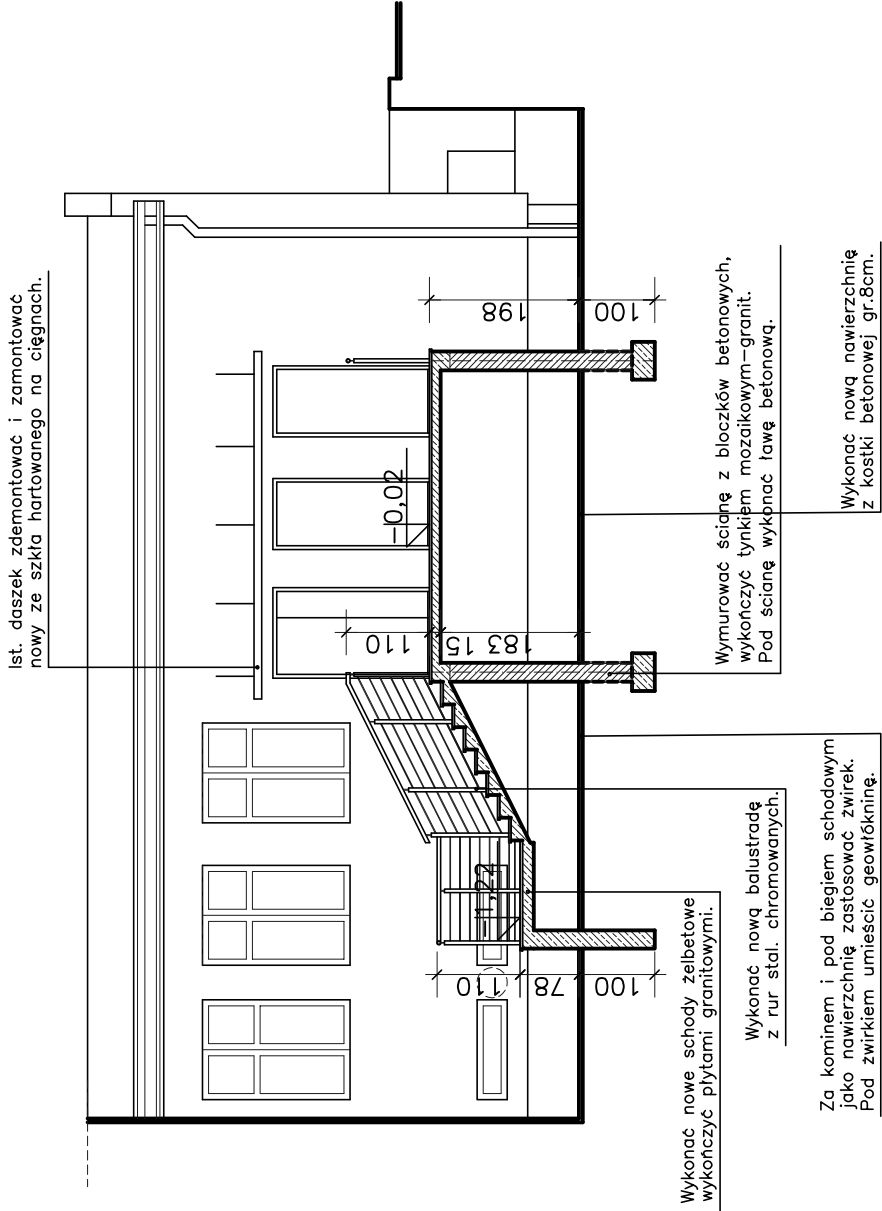 Ist. daszek zdemontować i zamontować
nowy ze szkła hartowanego na cięgnach.
-0,02
110
183 15
198
100
-1,22
110
78
100
Wykonać nowe schody żelbetowe
wykończyć płytami granitowymi.
Wykonać nową balustradę
z rur stal. chromowanych.
Za kominem i pod biegiem schodowym
jako nawierzchnię zastosować żwirek.
Pod żwirkiem umieścić geowłókninę.
Wymurować ścianę z bloczków betonowych,
wykończyć tynkiem mozaikowym-granit.
Pod ścianę wykonać ławę betonową.
Wykonać nową nawierzchnię
z kostki betonowej gr.8cm.